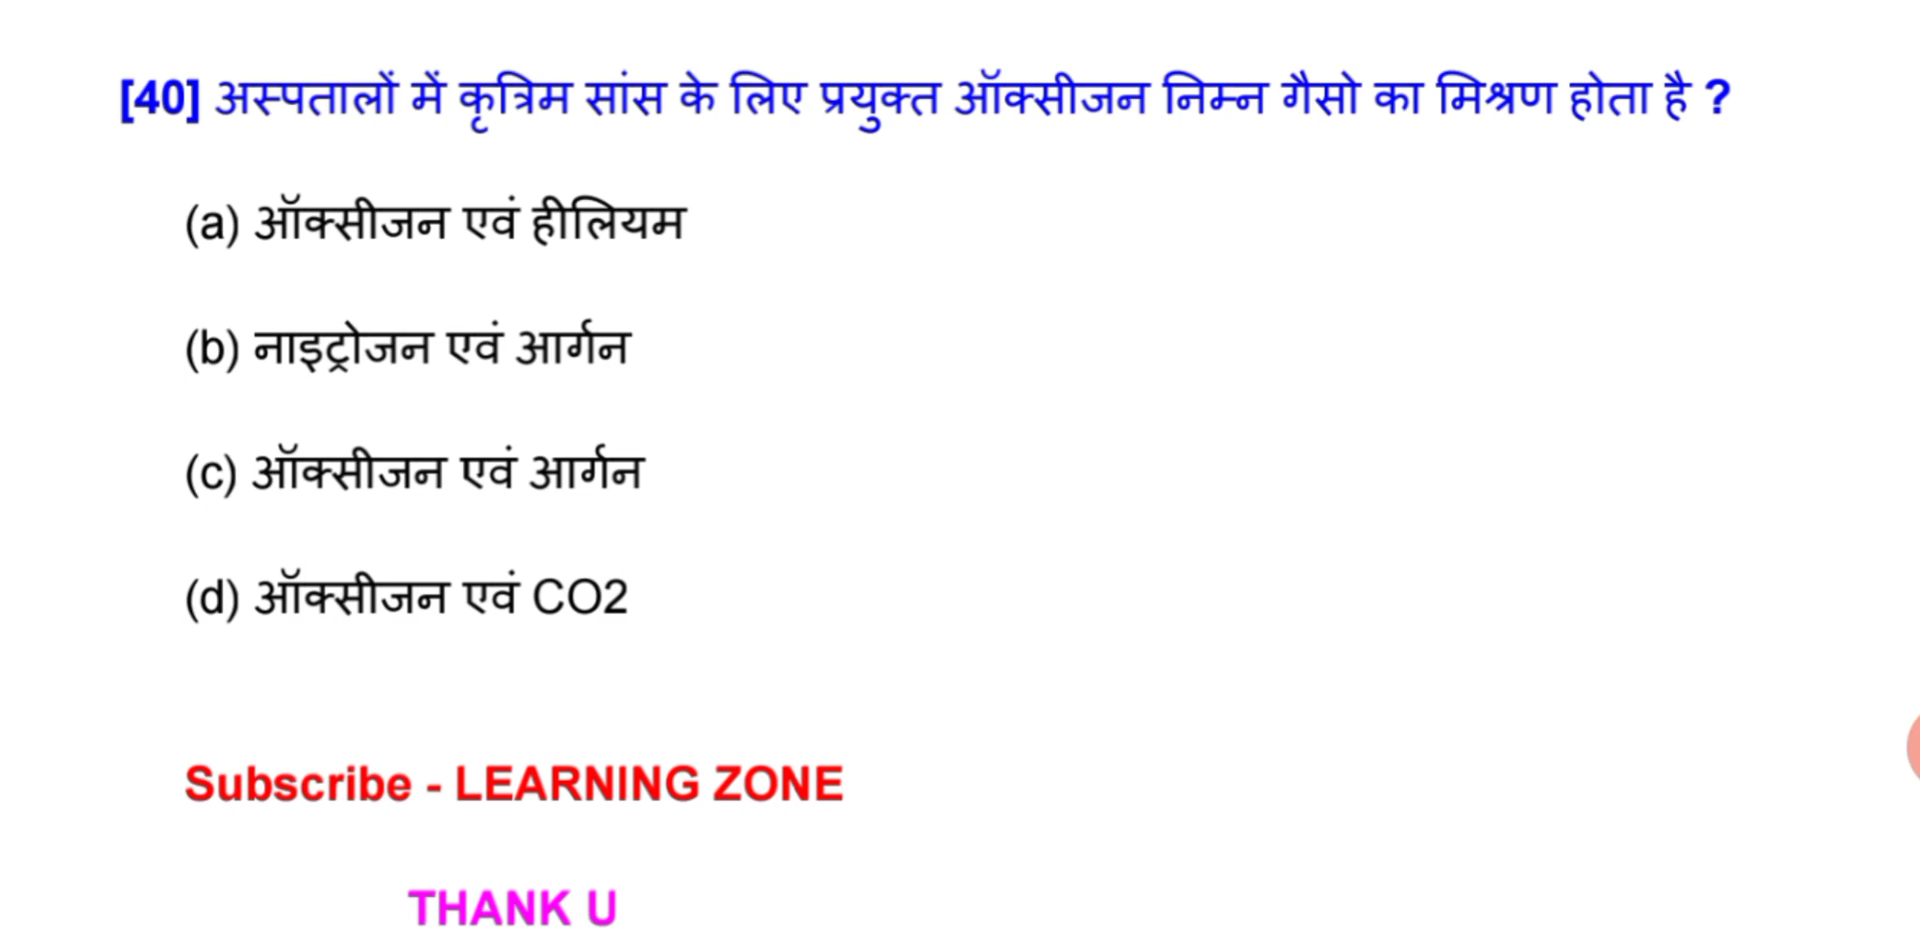 [40] अस्पतालों में कृत्रिम सांस के लिए प्रयुक्त ऑक्सीजन निम्न गैसो का मिश्रण होता है ?
(a) ऑक्सीजन एवं हीलियम
(b) नाइट्रोजन एवं आर्गन
(c) ऑक्सीजन एवं आर्गन
(d) ऑक्सीजन एवं CO2
Subscribe - LEARNING ZONE
THANK U